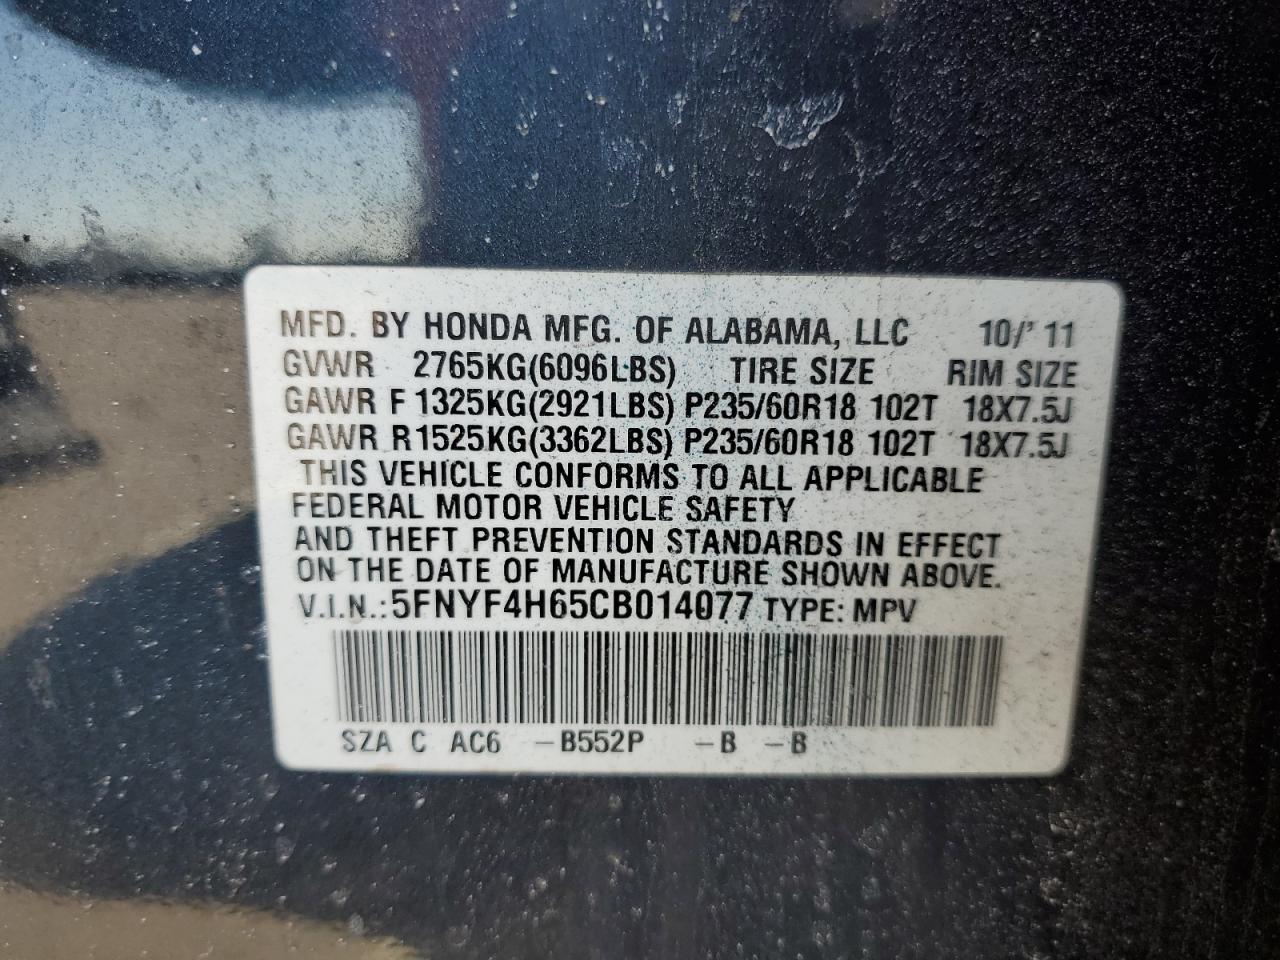 MFD. BY HONDA MFG. OF ALABAMA, LLC 10/'11
GVWR 2765KG(6096LBS) TIRE SIZE RIM SIZE
GAWR F 1325KG(2921LBS) P235/60R18 102T 18X7.5J
GAWR R1525KG(3362LBS) P235/60R18 102T 18X7.5J
THIS VEHICLE CONFORMS TO ALL APPLICABLE
FEDERAL MOTOR VEHICLE SAFETY
AND THEFT PREVENTION STANDARDS IN EFFECT
ON THE DATE OF MANUFACTURE SHOWN ABOVE.
V.I.N.:5FNYF4H65CB014077 TYPE: MPV
SZA C AC6 -B552P -B -B